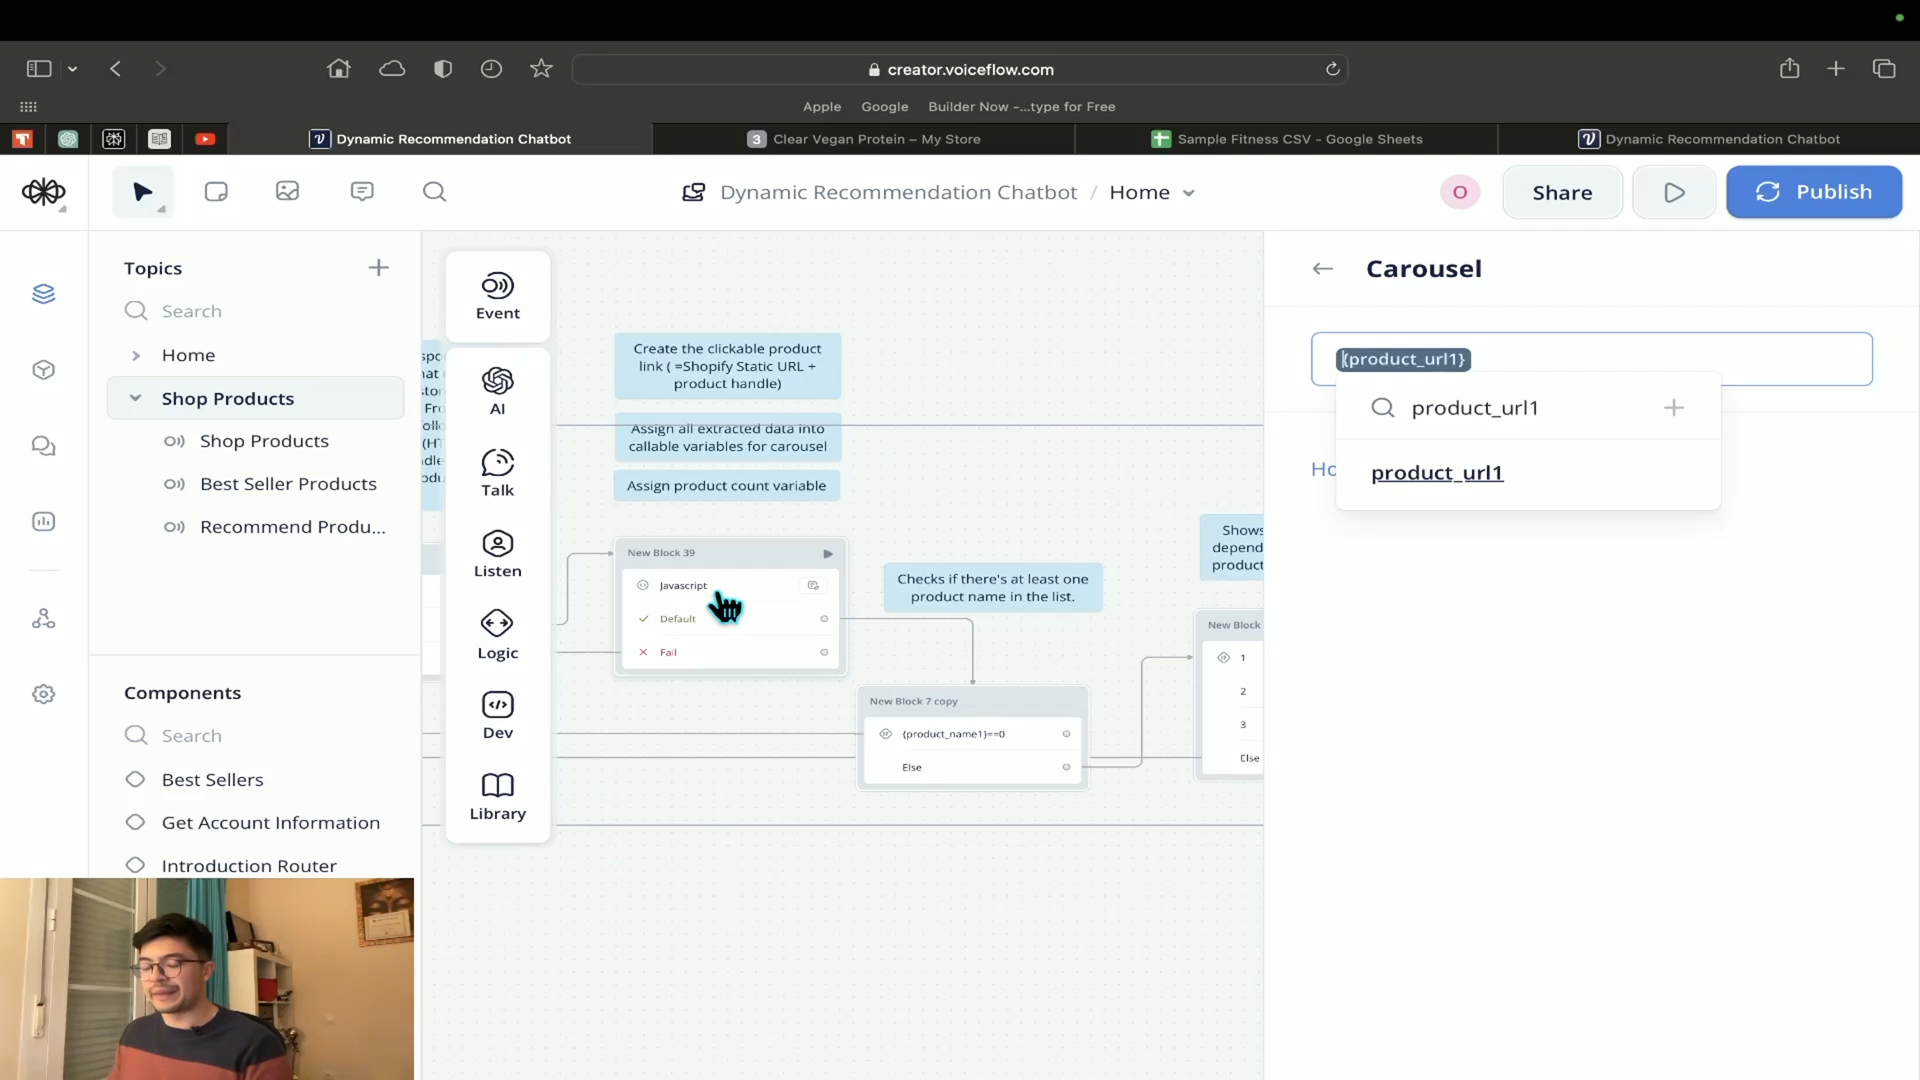 creator.voiceflow.com
Apple
Google
Builder Now -...type for Free
Dynamic Recommendation Chatbot
3
Clear Vegan Protein – My Store
Sample Fitness CSV - Google Sheets
Dynamic Recommendation Chatbot
Dynamic Recommendation Chatbot / Home
O
Share
Publish
Topics
Search
Home
Shop Products
Shop Products
Best Seller Products
Recommend Produ...
Components
Search
Best Sellers
Get Account Information
Introduction Router
Event
AI
Talk
Listen
Logic
Dev
Library
Create the clickable product
link ( =Shopify Static URL +
product handle)
Assign all extracted data into
callable variables for carousel
Assign product count variable
New Block 39
Javascript
Default
Fail
Checks if there's at least one
product name in the list.
New Block 7 copy
{product_name1}==0
Else
Shows
depend
product
New Block
1
2
3
Else
Carousel
{product_url1}
product_url1
product_url1